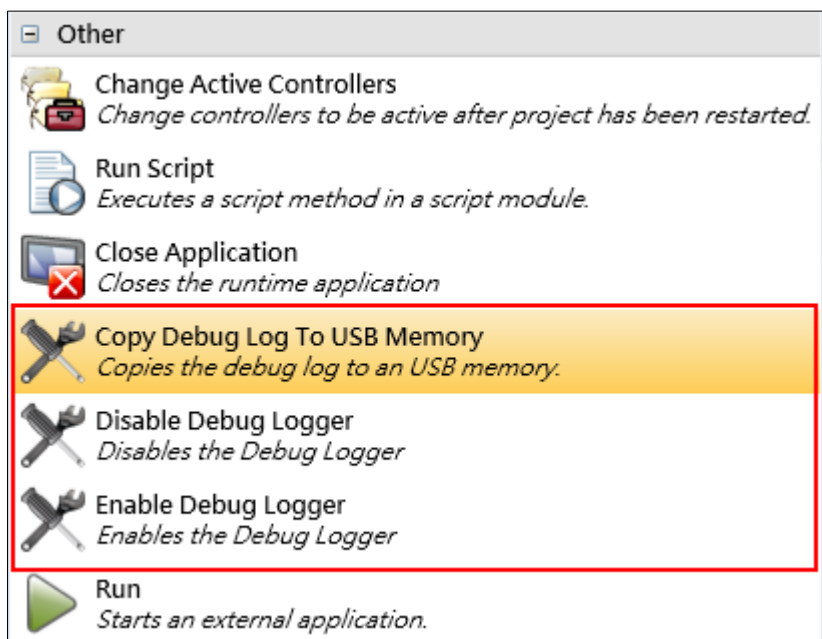 Other
Change Active Controllers
Change controllers to be active after project has been restarted.
Run Script
Executes a script method in a script module.
Close Application
Closes the runtime application
Copy Debug Log To USB Memory
Copies the debug log to an USB memory.
Disable Debug Logger
Disables the Debug Logger
Enable Debug Logger
Enables the Debug Logger
Run
Starts an external application.